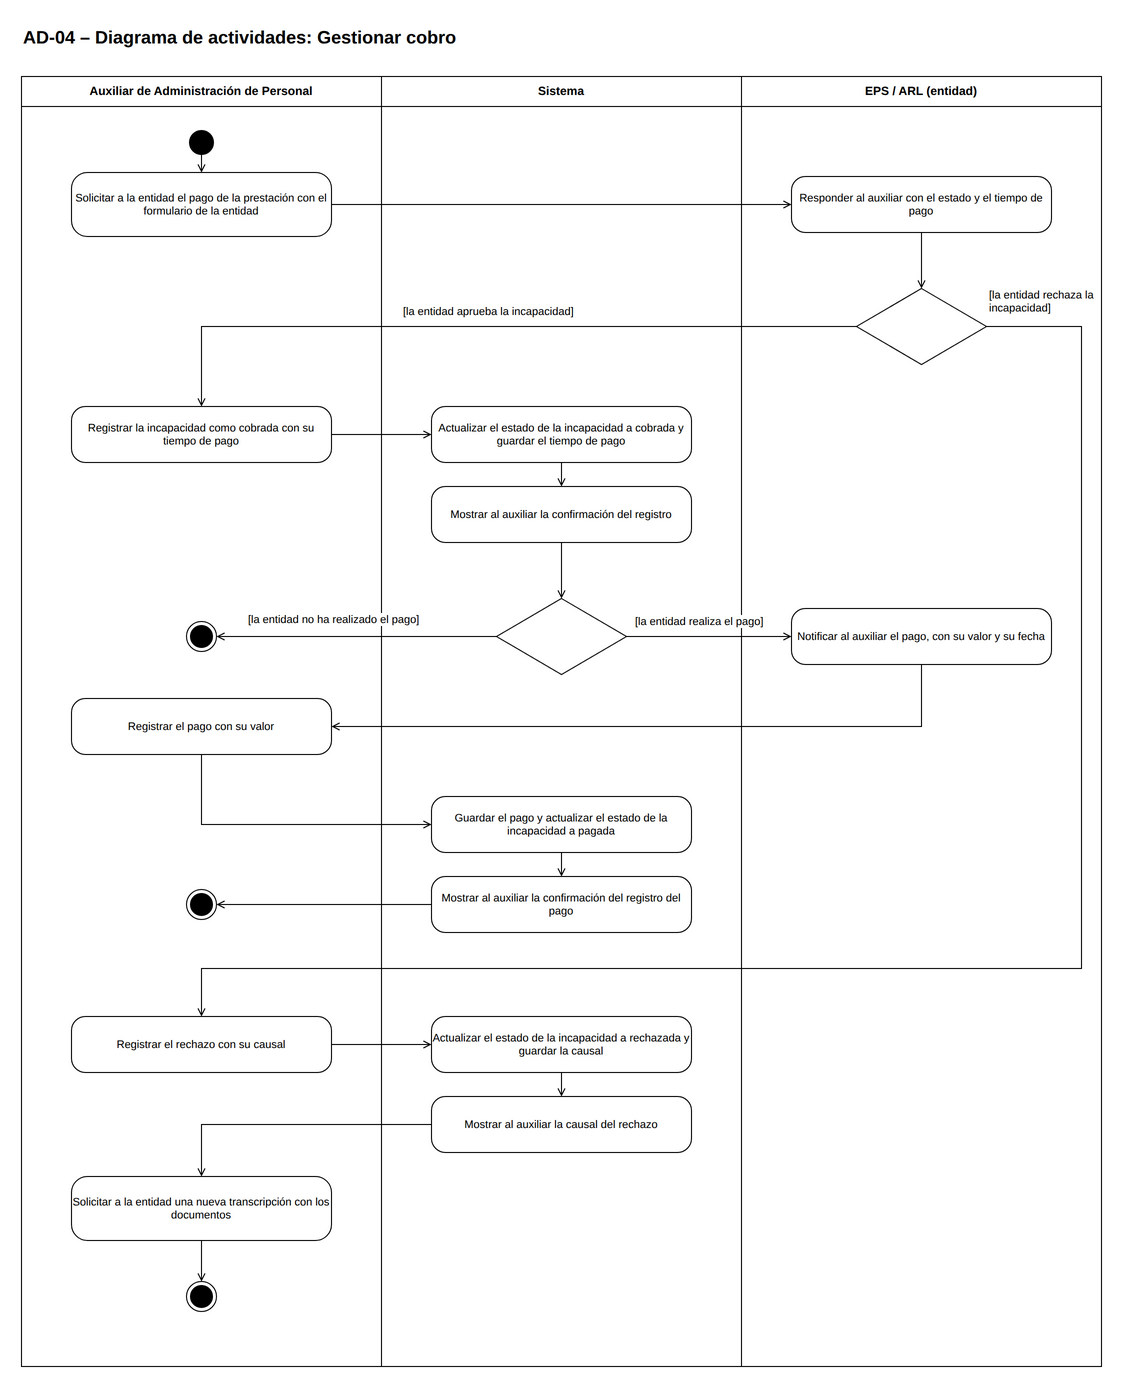 AD-04 – Diagrama de actividades: Gestionar cobro
Auxiliar de Administración de Personal
Sistema
EPS / ARL (entidad)
Solicitar a la entidad el pago de la prestación con el
formulario de la entidad
Responder al auxiliar con el estado y el tiempo de
pago
[la entidad rechaza la
incapacidad]
[la entidad aprueba la incapacidad]
Registrar la incapacidad como cobrada con su
tiempo de pago
Actualizar el estado de la incapacidad a cobrada y
guardar el tiempo de pago
Mostrar al auxiliar la confirmación del registro
[la entidad no ha realizado el pago]
[la entidad realiza el pago]
Notificar al auxiliar el pago, con su valor y su fecha
Registrar el pago con su valor
Guardar el pago y actualizar el estado de la
incapacidad a pagada
Mostrar al auxiliar la confirmación del registro del
pago
Registrar el rechazo con su causal
Actualizar el estado de la incapacidad a rechazada y
guardar la causal
Mostrar al auxiliar la causal del rechazo
Solicitar a la entidad una nueva transcripción con los
documentos